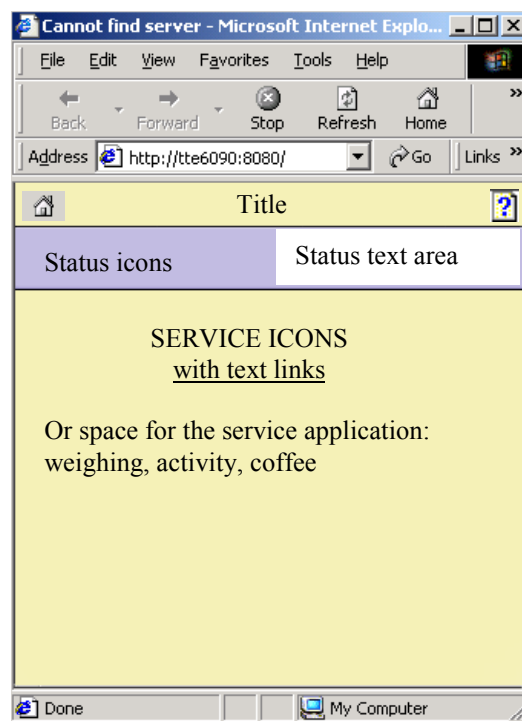 Cannot find server - Microsoft Internet Explo...
File Edit View Favorites Tools Help
Back Forward Stop Refresh Home »
Address http://tte6090:8080/ Go Links »
Title ?
Status icons Status text area
SERVICE ICONS
with text links
Or space for the service application:
weighing, activity, coffee
Done My Computer